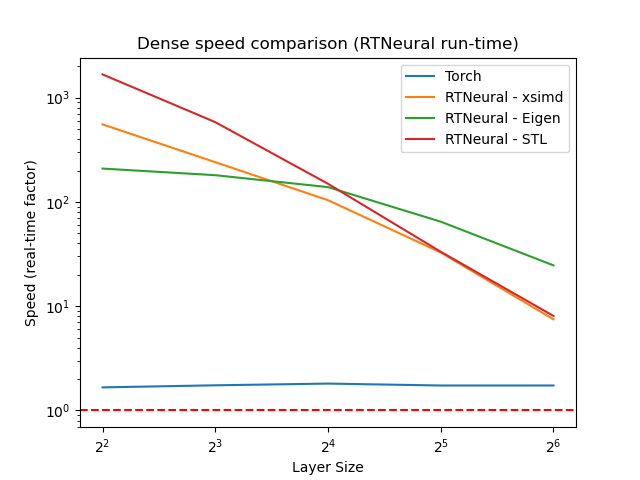 Dense speed comparison (RTNeural run-time)
Torch
RTNeural - xsimd
RTNeural - Eigen
RTNeural - STL
Speed (real-time factor)
10³
10²
10¹
10⁰
2² 2³ 2⁴ 2⁵ 2⁶
Layer Size